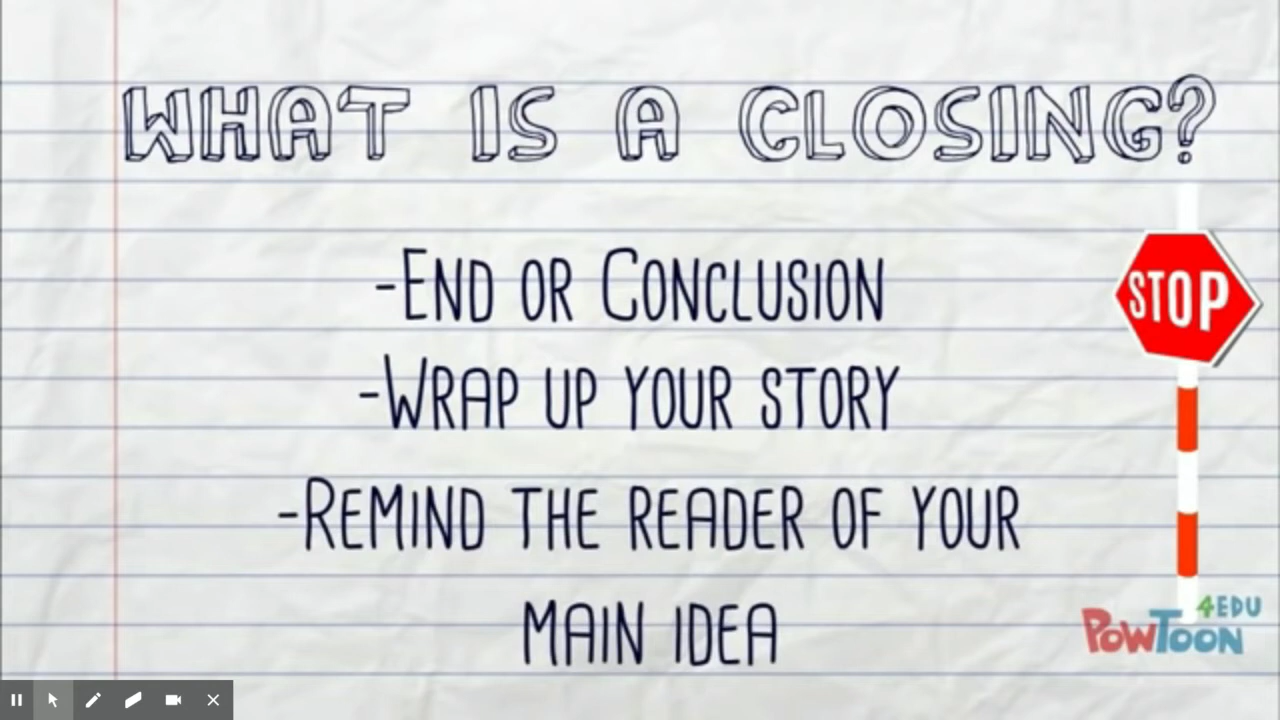 WHAT IS A CLOSING?
-END OR CONCLUSION
STOP
-WRAP UP YOUR STORY
-REMIND THE READER OF YOUR
MAIN IDEA
4EDU
POWTOON